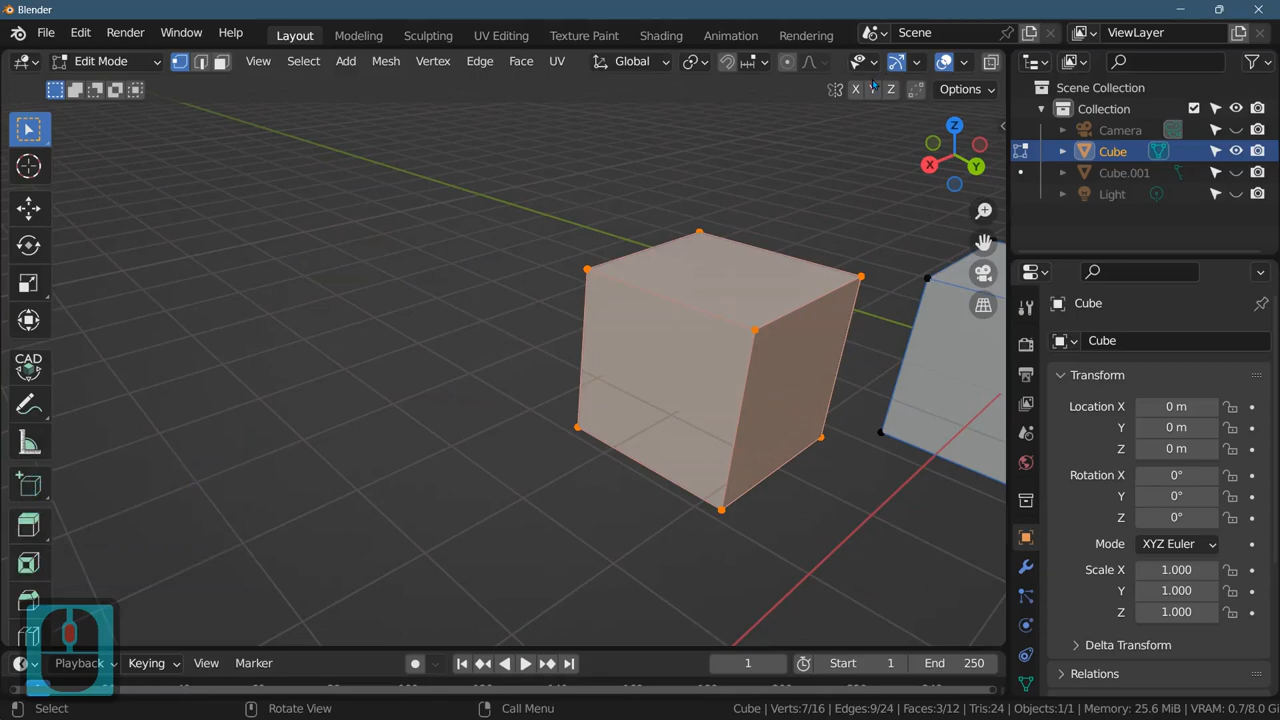 Blender
File Edit Render Window Help Layout Modeling Sculpting UV Editing Texture Paint Shading Animation Rendering Scene ViewLayer
Edit Mode View Select Add Mesh Vertex Edge Face UV Global
X Y Z Options
Scene Collection
Collection
Camera
Cube
Cube.001
Light
Z
X
Y
CAD
Cube
Cube
Transform
Location X 0 m
Y 0 m
Z 0 m
Rotation X 0°
Y 0°
Z 0°
Mode XYZ Euler
Scale X 1.000
Y 1.000
Z 1.000
Delta Transform
Relations
Playback Keying View Marker 1 Start 1 End 250
Select Rotate View Call Menu Cube | Verts:7/16 | Edges:9/24 | Faces:3/12 | Tris:24 | Objects:1/1 | Memory: 25.6 MiB | VRAM: 0.7/8.0 G